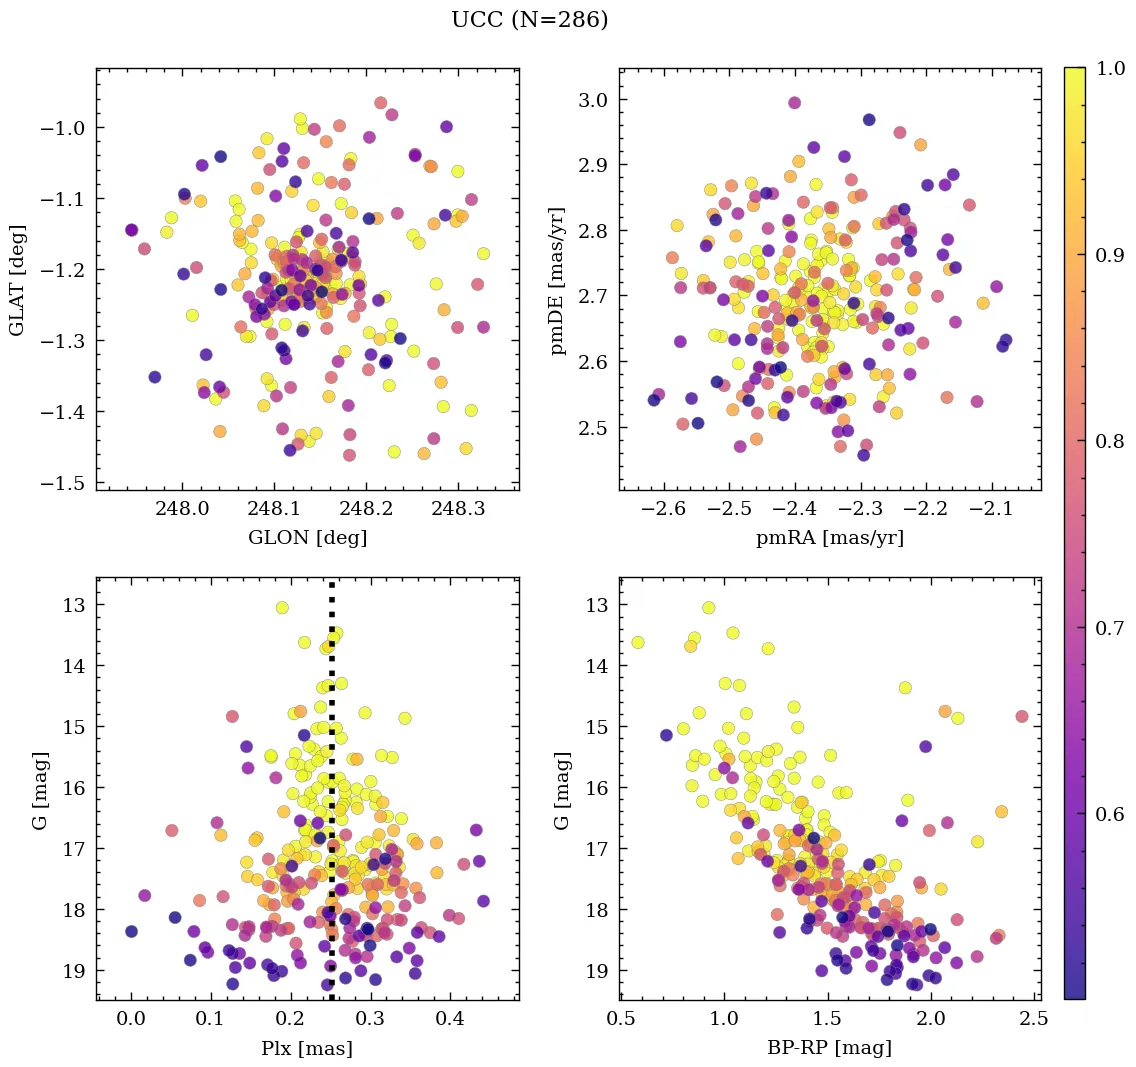 UCC (N=286)
−1.0
−1.1
−1.2
−1.3
−1.4
−1.5
GLAT [deg]
248.0 248.1 248.2 248.3
GLON [deg]
3.0
2.9
2.8
2.7
2.6
2.5
pmDE [mas/yr]
−2.6 −2.5 −2.4 −2.3 −2.2 −2.1
pmRA [mas/yr]
1.0
0.9
0.8
0.7
0.6
13
14
15
16
17
18
19
G [mag]
0.0 0.1 0.2 0.3 0.4
Plx [mas]
13
14
15
16
17
18
19
G [mag]
0.5 1.0 1.5 2.0 2.5
BP-RP [mag]